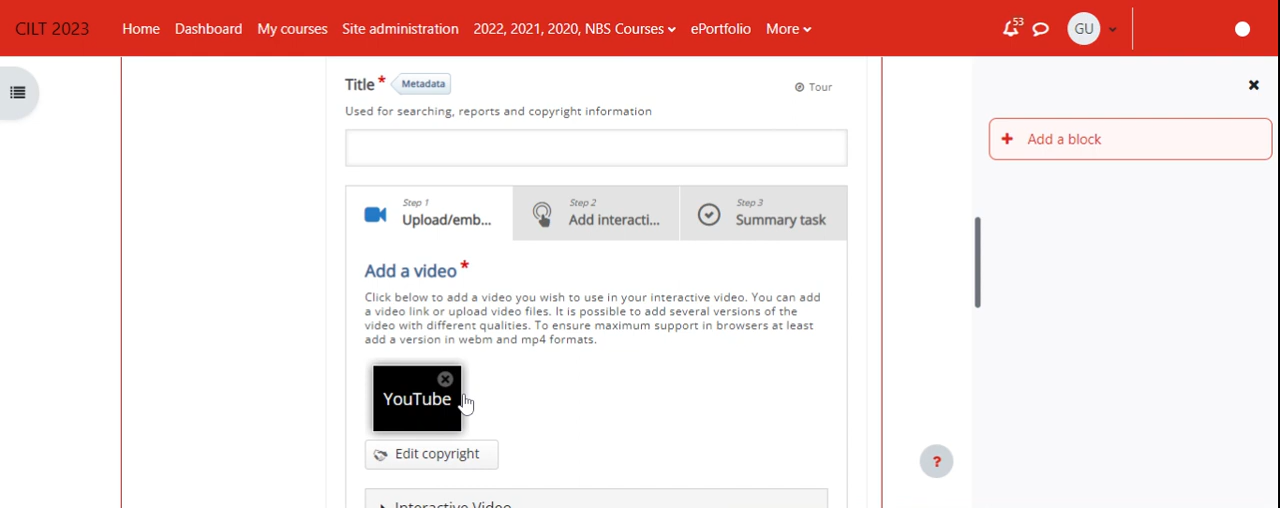 CILT 2023
Home Dashboard My courses Site administration 2022, 2021, 2020, NBS Courses ePortfolio More
53
GU
Title * Metadata
Tour
Used for searching, reports and copyright information
Add a block
Step 1
Upload/emb...
Step 2
Add interacti...
Step 3
Summary task
Add a video *
Click below to add a video you wish to use in your interactive video. You can add
a video link or upload video files. It is possible to add several versions of the
video with different qualities. To ensure maximum support in browsers at least
add a version in webm and mp4 formats.
YouTube
Edit copyright
?
Interactive Video